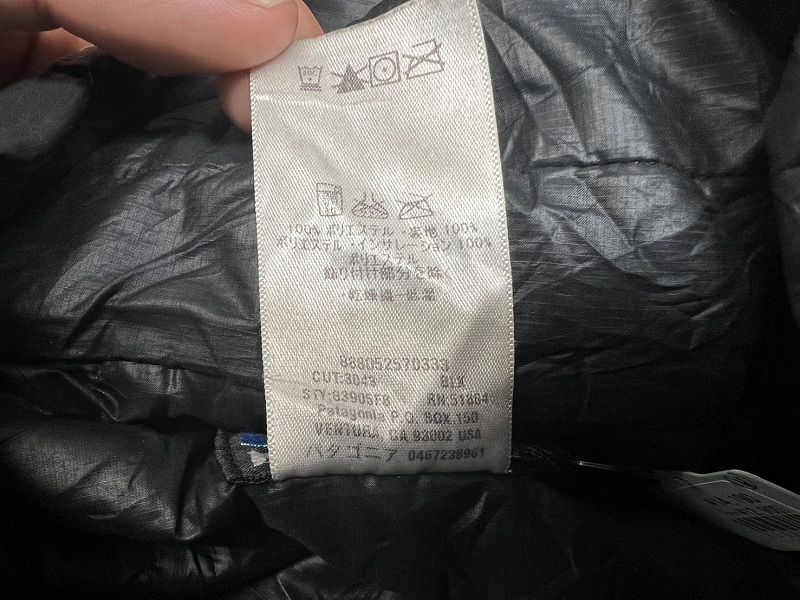 100% ポリエステル・裏地 100%
ポリエステル・インサレーション 100%
ポリエステル
飾り付け部分を除く
・乾燥機―低温
888052570333
CUT:3043 BLK
STY-83905F8 RN:51884
Patagonia P.O. BOX 150
VENTURA CA 93002 USA
パタゴニア 0467238961